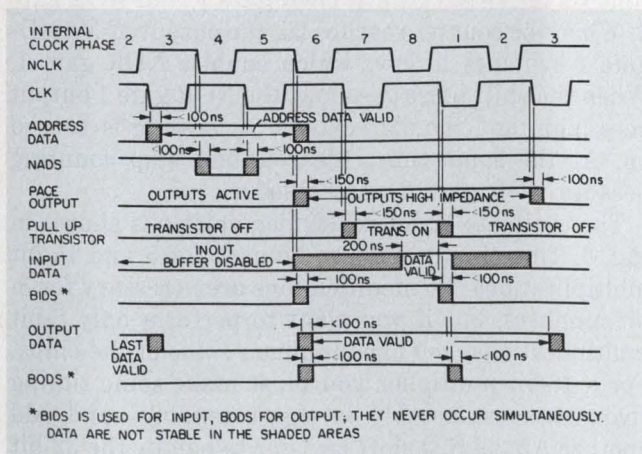 INTERNAL
CLOCK PHASE 2 3 4 5 6 7 8 1 2 3
NCLK
CLK
<100ns
ADDRESS DATA VALID
ADDRESS
DATA
<100ns <100ns
NADS
<150ns <100ns
PACE
OUTPUT OUTPUTS ACTIVE OUTPUTS HIGH IMPEDANCE
<150ns <150ns
PULL UP
TRANSISTOR TRANSISTOR OFF TRANS. ON TRANSISTOR OFF
200 ns
INPUT
DATA INOUT
BUFFER DISABLED DATA
VALID
100ns 100ns
BIDS *
<100ns
OUTPUT
DATA LAST
DATA
VALID DATA VALID
<100ns <100ns
BODS *
* BIDS IS USED FOR INPUT, BODS FOR OUTPUT; THEY NEVER OCCUR SIMULTANEOUSLY.
DATA ARE NOT STABLE IN THE SHADED AREAS